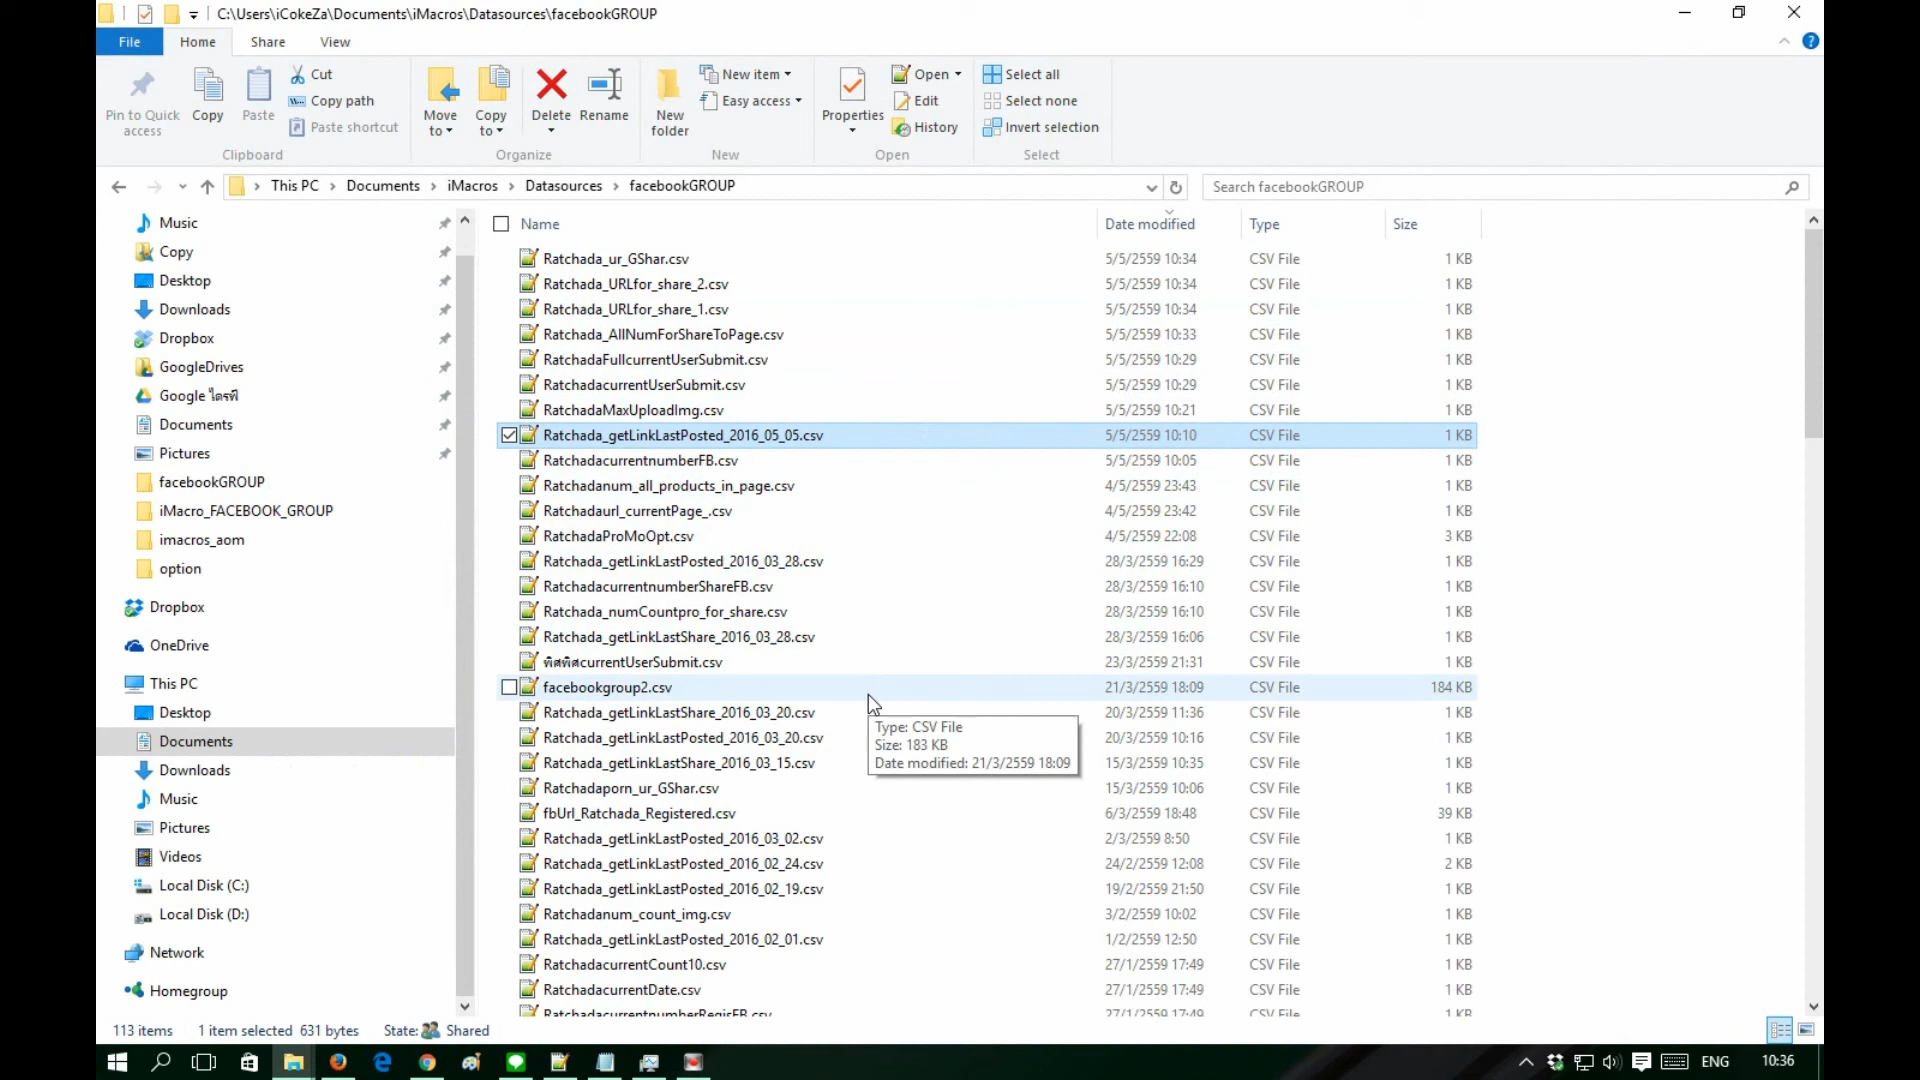 C:\Users\iCokeZa\Documents\iMacros\Datasources\facebookGROUP
File Home Share View
Pin to Quick access
Copy
Paste
Cut
Copy path
Paste shortcut
Clipboard
Move to
Copy to
Delete
Rename
Organize
New folder
New item
Easy access
New
Properties
Open
Edit
History
Open
Select all
Select none
Invert selection
Select
This PC > Documents > iMacros > Datasources > facebookGROUP
Search facebookGROUP
Music
Copy
Desktop
Downloads
Dropbox
GoogleDrives
Google ไดรฟ์
Documents
Pictures
facebookGROUP
iMacro_FACEBOOK_GROUP
imacros_aom
option
Dropbox
OneDrive
This PC
Desktop
Documents
Downloads
Music
Pictures
Videos
Local Disk (C:)
Local Disk (D:)
Network
Homegroup
Name Date modified Type Size
Ratchada_ur_GShar.csv 5/5/2559 10:34 CSV File 1 KB
Ratchada_URLfor_share_2.csv 5/5/2559 10:34 CSV File 1 KB
Ratchada_URLfor_share_1.csv 5/5/2559 10:34 CSV File 1 KB
Ratchada_AllNumForShareToPage.csv 5/5/2559 10:33 CSV File 1 KB
RatchadaFullcurrentUserSubmit.csv 5/5/2559 10:29 CSV File 1 KB
RatchadacurrentUserSubmit.csv 5/5/2559 10:29 CSV File 1 KB
RatchadaMaxUploadImg.csv 5/5/2559 10:21 CSV File 1 KB
Ratchada_getLinkLastPosted_2016_05_05.csv 5/5/2559 10:10 CSV File 1 KB
RatchadacurrentnumberFB.csv 5/5/2559 10:05 CSV File 1 KB
Ratchadanum_all_products_in_page.csv 4/5/2559 23:43 CSV File 1 KB
Ratchadaurl_currentPage_.csv 4/5/2559 23:42 CSV File 1 KB
RatchadaProMoOpt.csv 4/5/2559 22:08 CSV File 3 KB
Ratchada_getLinkLastPosted_2016_03_28.csv 28/3/2559 16:29 CSV File 1 KB
RatchadacurrentnumberShareFB.csv 28/3/2559 16:10 CSV File 1 KB
Ratchada_numCountpro_for_share.csv 28/3/2559 16:10 CSV File 1 KB
Ratchada_getLinkLastShare_2016_03_28.csv 28/3/2559 16:06 CSV File 1 KB
พิสพิสcurrentUserSubmit.csv 23/3/2559 21:31 CSV File 1 KB
facebookgroup2.csv 21/3/2559 18:09 CSV File 184 KB
Ratchada_getLinkLastShare_2016_03_20.csv 20/3/2559 11:36 CSV File 1 KB
Ratchada_getLinkLastPosted_2016_03_20.csv 20/3/2559 10:16 CSV File 1 KB
Ratchada_getLinkLastShare_2016_03_15.csv 15/3/2559 10:35 CSV File 1 KB
Type: CSV File
Size: 183 KB
Date modified: 21/3/2559 18:09
Ratchadaporn_ur_GShar.csv 15/3/2559 10:06 CSV File 1 KB
fbUrl_Ratchada_Registered.csv 6/3/2559 18:48 CSV File 39 KB
Ratchada_getLinkLastPosted_2016_03_02.csv 2/3/2559 8:50 CSV File 1 KB
Ratchada_getLinkLastPosted_2016_02_24.csv 24/2/2559 12:08 CSV File 2 KB
Ratchada_getLinkLastPosted_2016_02_19.csv 19/2/2559 21:50 CSV File 1 KB
Ratchadanum_count_img.csv 3/2/2559 10:02 CSV File 1 KB
Ratchada_getLinkLastPosted_2016_02_01.csv 1/2/2559 12:50 CSV File 1 KB
RatchadacurrentCount10.csv 27/1/2559 17:49 CSV File 1 KB
RatchadacurrentDate.csv 27/1/2559 17:49 CSV File 1 KB
RatchadacurrentnumberRegisFB.csv 27/1/2559 17:49 CSV File 1 KB
113 items 1 item selected 631 bytes State: Shared
ENG 10:36